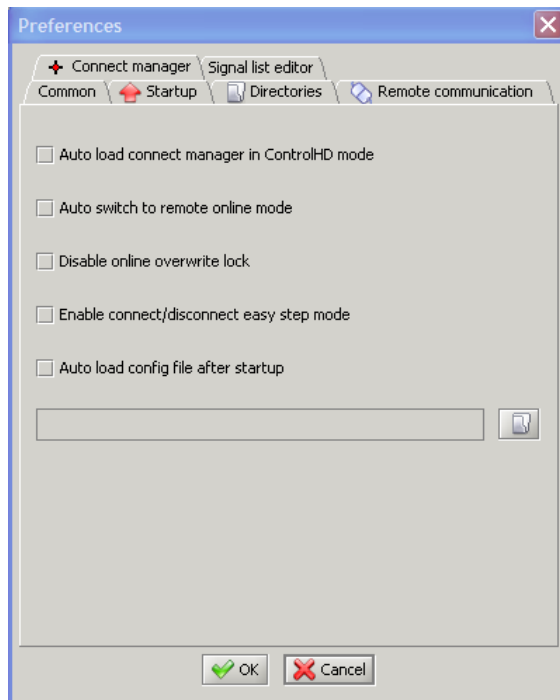 Preferences
Connect manager
Signal list editor
Common
Startup
Directories
Remote communication
Auto load connect manager in ControlHD mode
Auto switch to remote online mode
Disable online overwrite lock
Enable connect/disconnect easy step mode
Auto load config file after startup
OK
Cancel